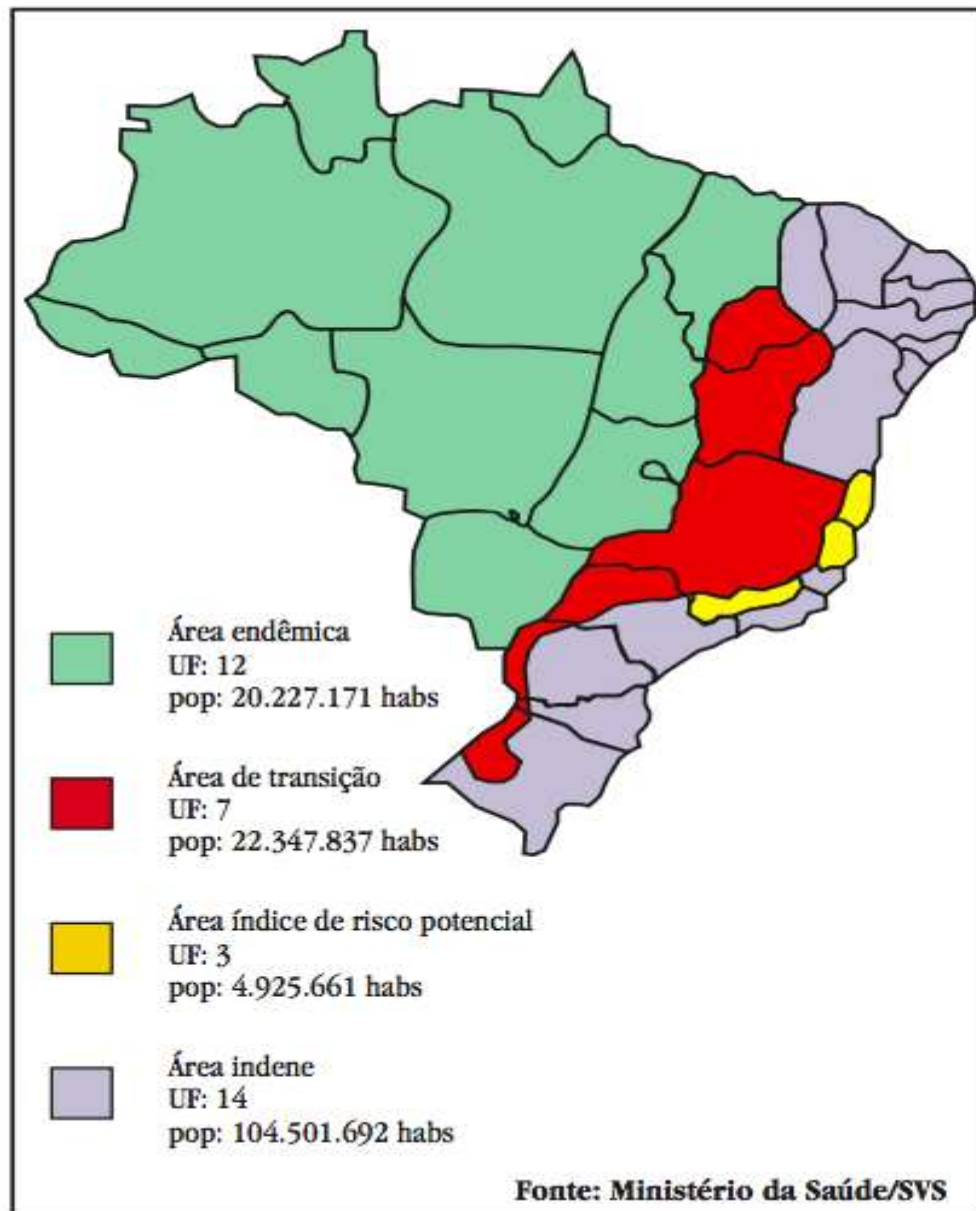 Área endêmica
UF: 12
pop: 20.227.171 habs
Área de transição
UF: 7
pop: 22.347.837 habs
Área índice de risco potencial
UF: 3
pop: 4.925.661 habs
Área indene
UF: 14
pop: 104.501.692 habs
Fonte: Ministério da Saúde/SVS